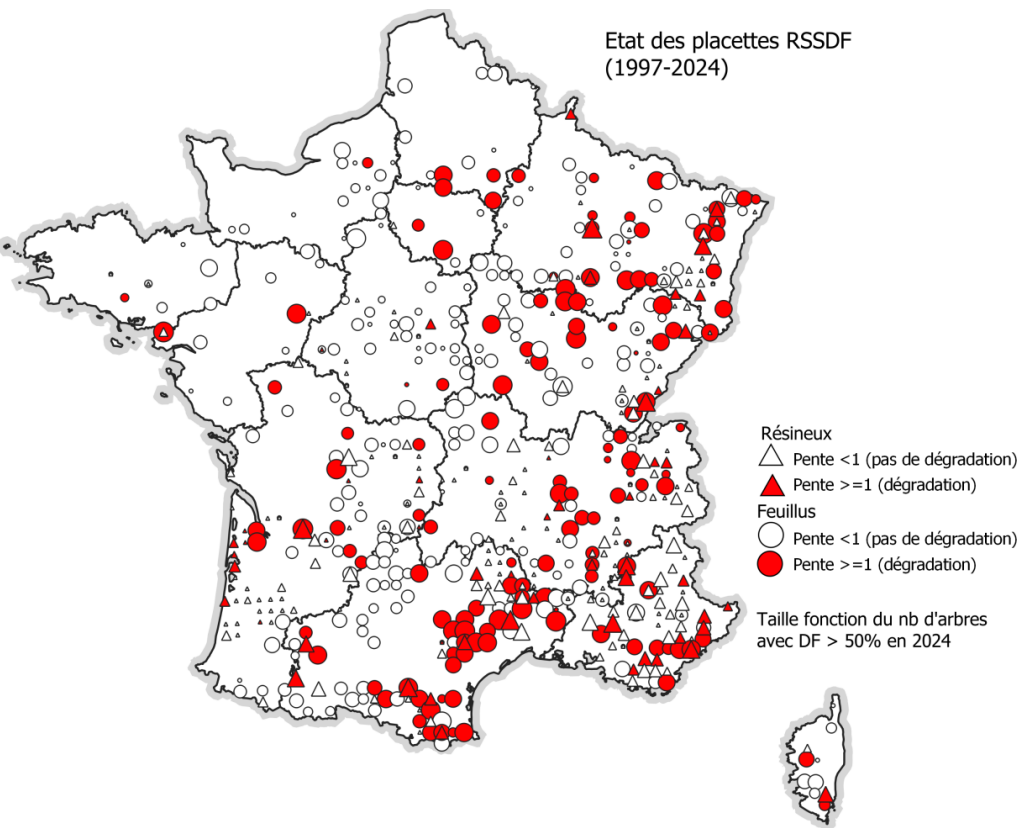 Etat des placettes RSSDF
(1997-2024)
Résineux
Pente <1 (pas de dégradation)
Pente >=1 (dégradation)
Feuillus
Pente <1 (pas de dégradation)
Pente >=1 (dégradation)
Taille fonction du nb d'arbres
avec DF > 50% en 2024